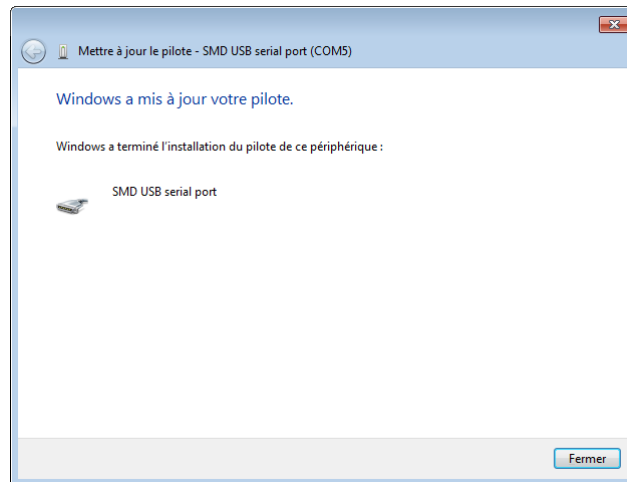 Mettre à jour le pilote - SMD USB serial port (COM5)
Windows a mis à jour votre pilote.
Windows a terminé l'installation du pilote de ce périphérique :
SMD USB serial port
Fermer